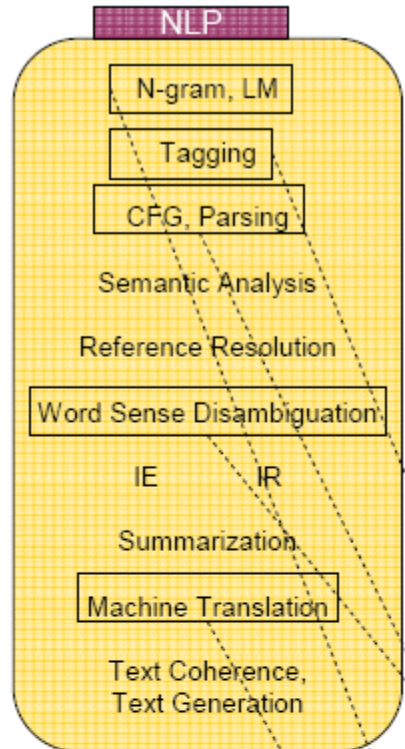 NLP
N-gram, LM
Tagging
CFG, Parsing
Semantic Analysis
Reference Resolution
Word Sense Disambiguation
IE IR
Summarization
Machine Translation
Text Coherence,
Text Generation